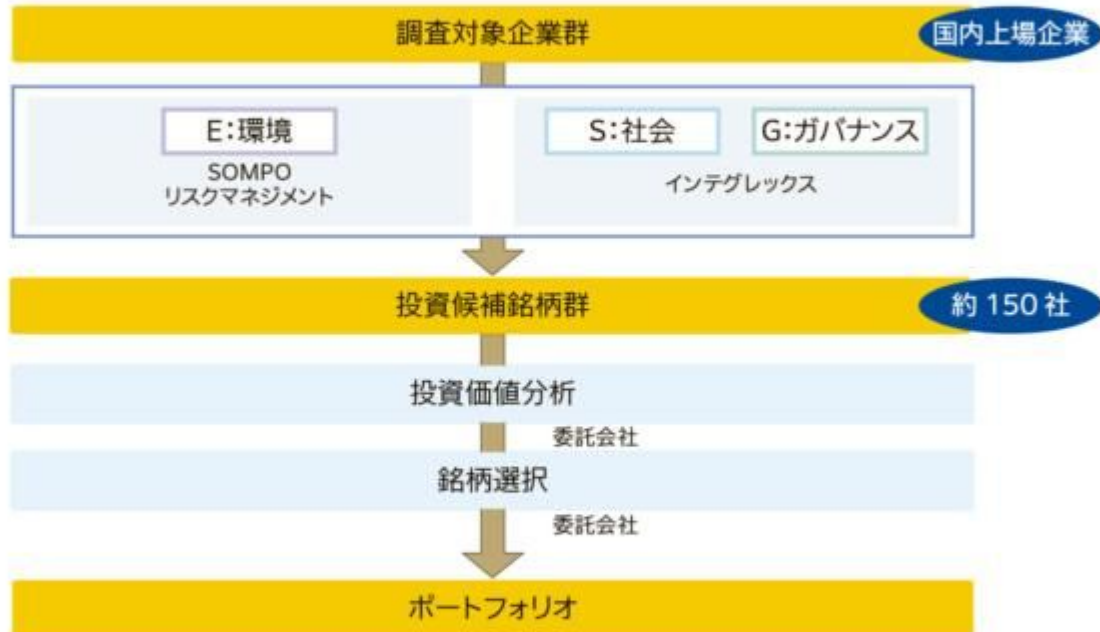 調査対象企業群
国内上場企業
E:環境
S:社会
G:ガバナンス
SOMPO
リスクマネジメント
インテグレックス
投資候補銘柄群
約 150 社
投資価値分析
委託会社
銘柄選択
委託会社
ポートフォリオ